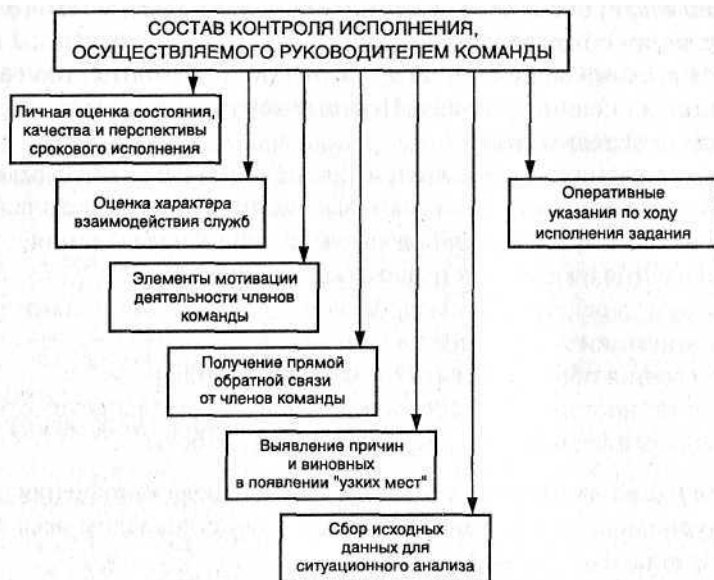 СОСТАВ КОНТРОЛЯ ИСПОЛНЕНИЯ,
ОСУЩЕСТВЛЯЕМОГО РУКОВОДИТЕЛЕМ КОМАНДЫ
Личная оценка состояния,
качества и перспективы
срокового исполнения
Оценка характера
взаимодействия служб
Оперативные
указания по ходу
исполнения задания
Элементы мотивации
деятельности членов
команды
Получение прямой
обратной связи
от членов команды
Выявление причин
и виновных
в появлении "узких мест"
Сбор исходных
данных для
ситуационного анализа